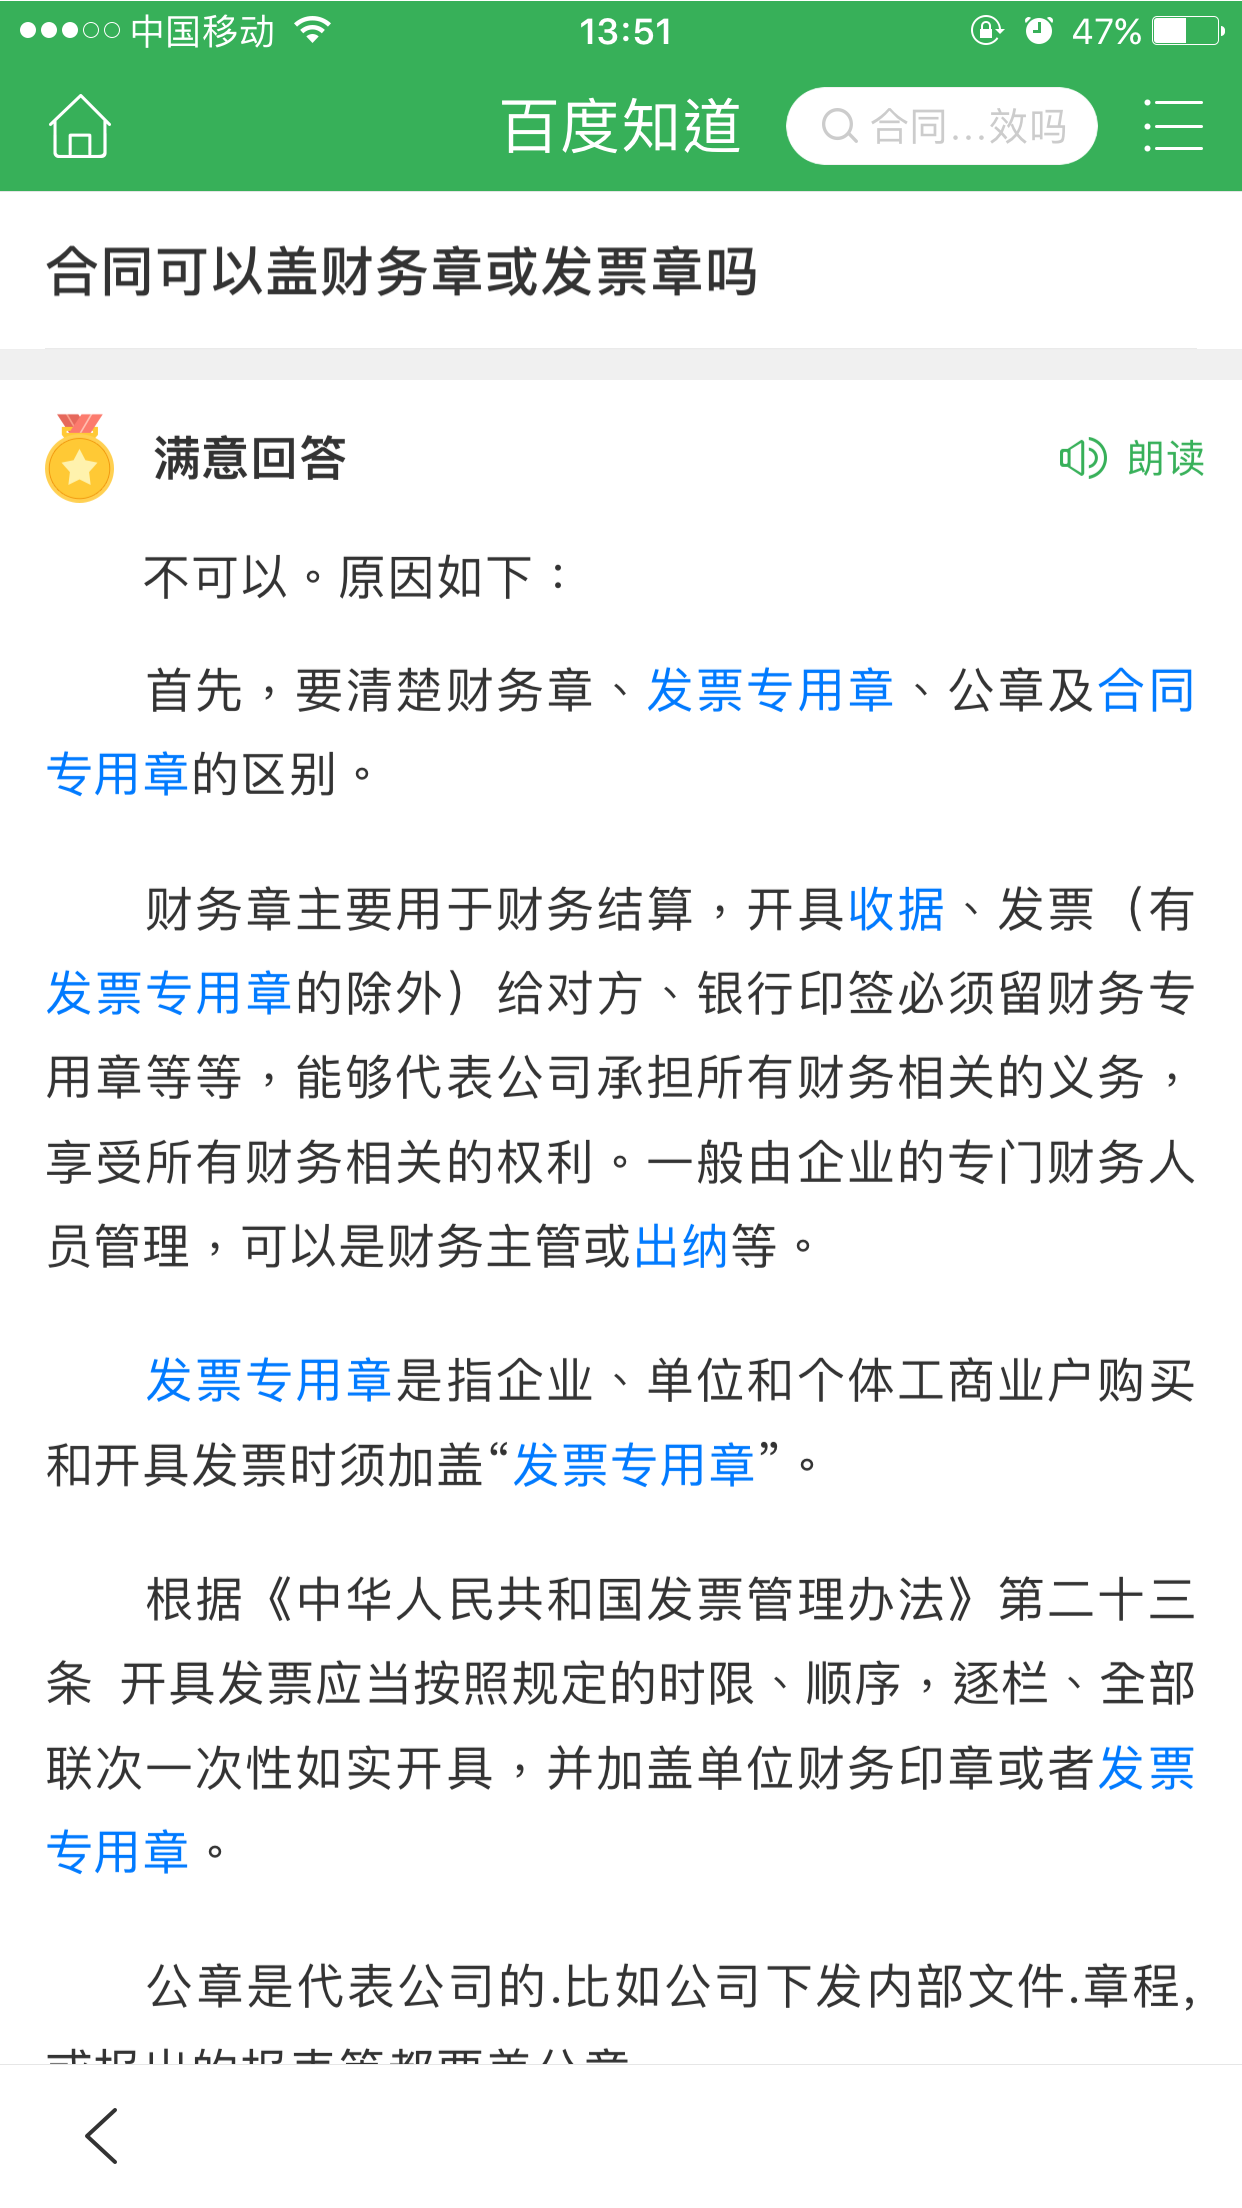 中国移动
13:51
47%
百度知道
合同...效吗
合同可以盖财务章或发票章吗
满意回答
朗读
不可以。原因如下：
首先，要清楚财务章、发票专用章、公章及合同
专用章的区别。
财务章主要用于财务结算，开具收据、发票（有
发票专用章的除外）给对方、银行印签必须留财务专
用章等等，能够代表公司承担所有财务相关的义务，
享受所有财务相关的权利。一般由企业的专门财务人
员管理，可以是财务主管或出纳等。
发票专用章是指企业、单位和个体工商业户购买
和开具发票时须加盖“发票专用章”。
根据《中华人民共和国发票管理办法》第二十三
条 开具发票应当按照规定的时限、顺序，逐栏、全部
联次一次性如实开具，并加盖单位财务印章或者发票
专用章。
公章是代表公司的.比如公司下发内部文件.章程,
或报出的报表等都要盖公章